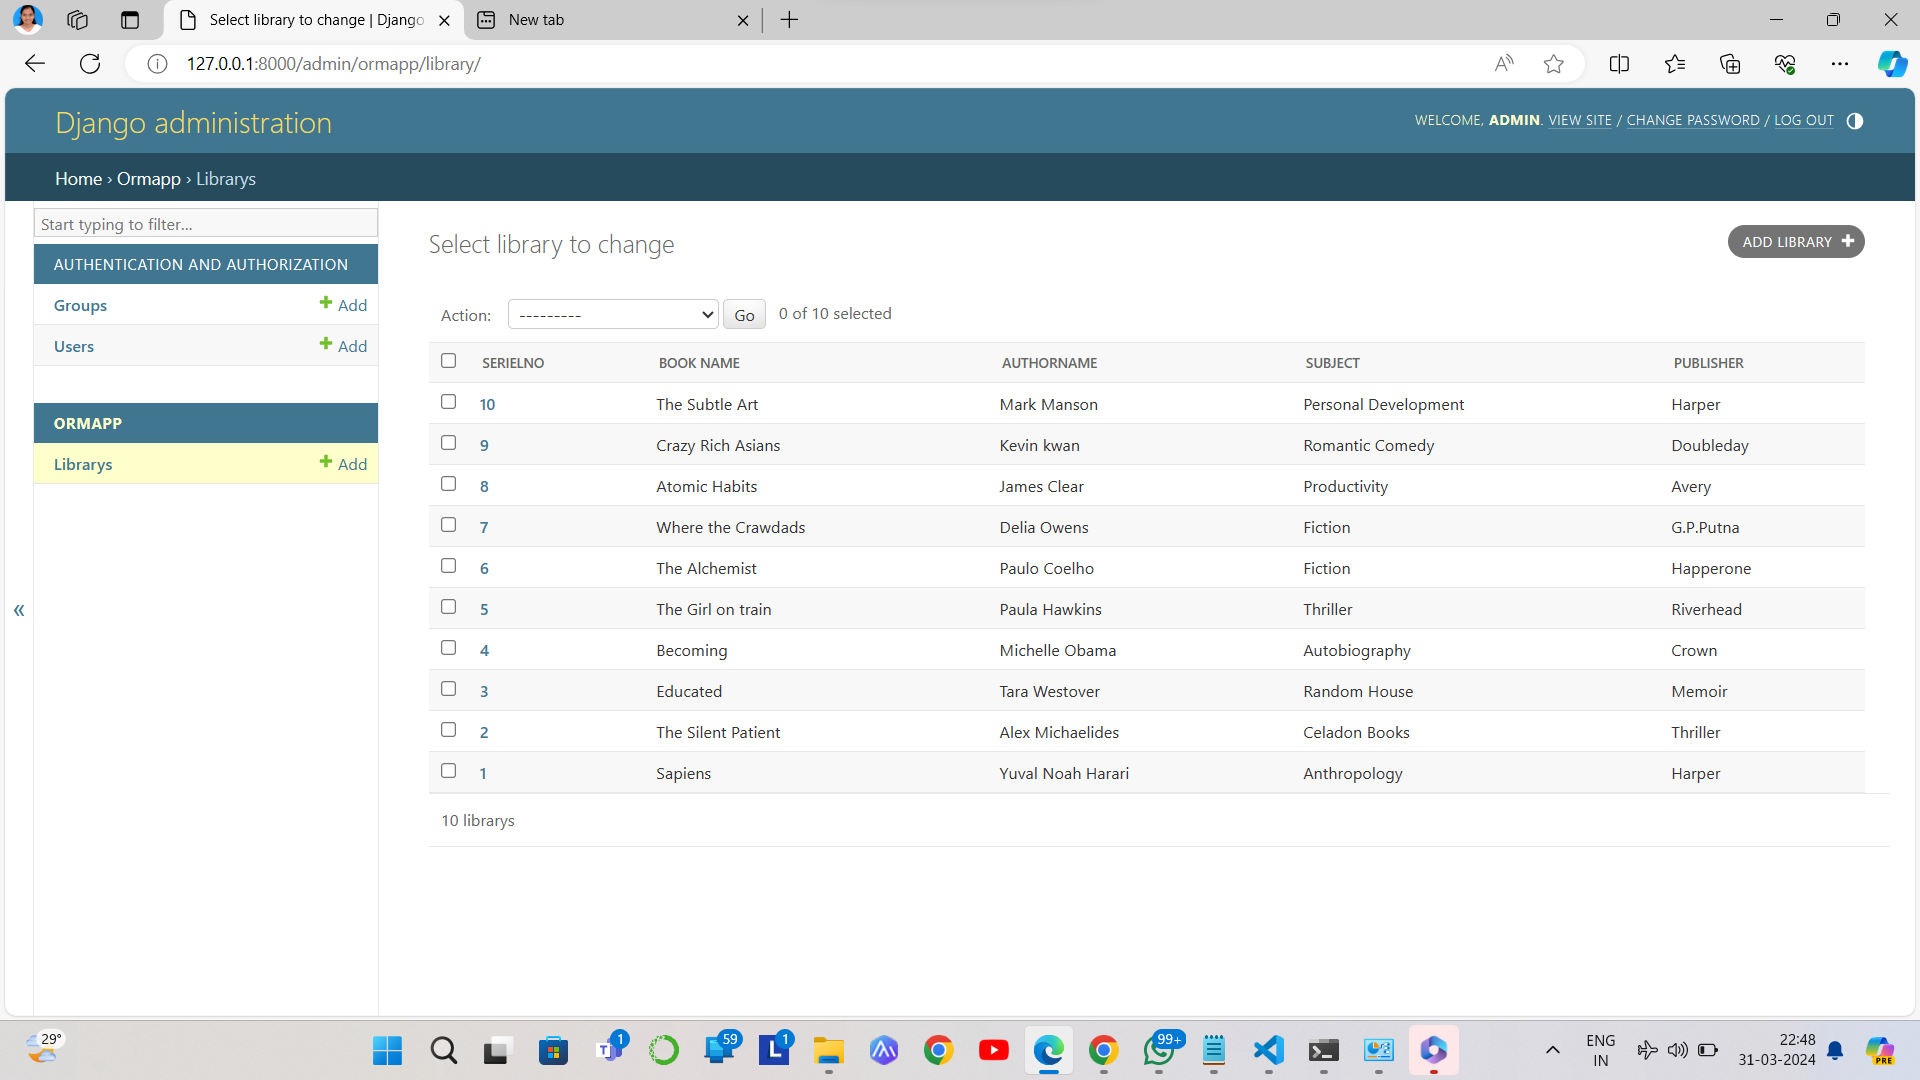 Select library to change | Django
New tab
127.0.0.1:8000/admin/ormapp/library/
Django administration
WELCOME, ADMIN. VIEW SITE / CHANGE PASSWORD / LOG OUT
Home › Ormapp › Librarys
Start typing to filter...
AUTHENTICATION AND AUTHORIZATION
Groups + Add
Users + Add
ORMAPP
Librarys + Add
«
Select library to change
ADD LIBRARY +
Action: --------- Go 0 of 10 selected
SERIELNO BOOK NAME AUTHORNAME SUBJECT PUBLISHER
10 The Subtle Art Mark Manson Personal Development Harper
9 Crazy Rich Asians Kevin kwan Romantic Comedy Doubleday
8 Atomic Habits James Clear Productivity Avery
7 Where the Crawdads Delia Owens Fiction G.P.Putna
6 The Alchemist Paulo Coelho Fiction Happerone
5 The Girl on train Paula Hawkins Thriller Riverhead
4 Becoming Michelle Obama Autobiography Crown
3 Educated Tara Westover Random House Memoir
2 The Silent Patient Alex Michaelides Celadon Books Thriller
1 Sapiens Yuval Noah Harari Anthropology Harper
10 librarys
29°
1
59
1
99+
ENG
IN
22:48
31-03-2024
PRE